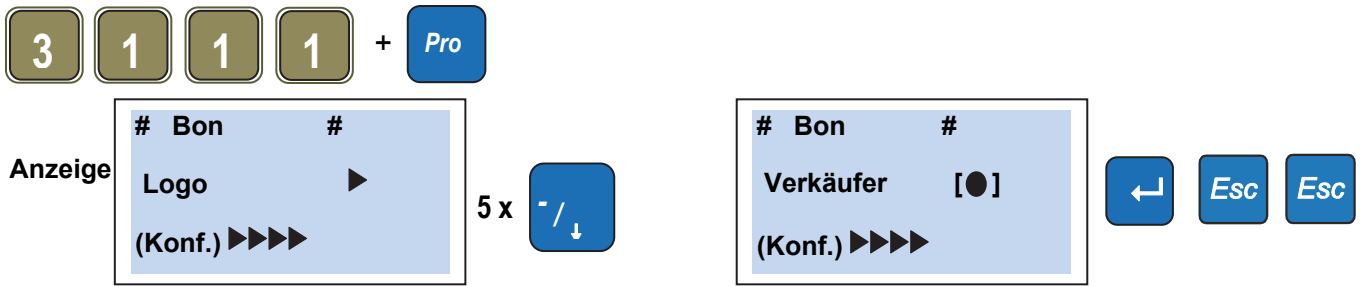 3 1 1 1 + Pro
Anzeige
# Bon #
Logo ▶
(Konf.) ▶▶▶▶
5 x
-/↓
# Bon #
Verkäufer [●]
(Konf.) ▶▶▶▶
↵ Esc Esc